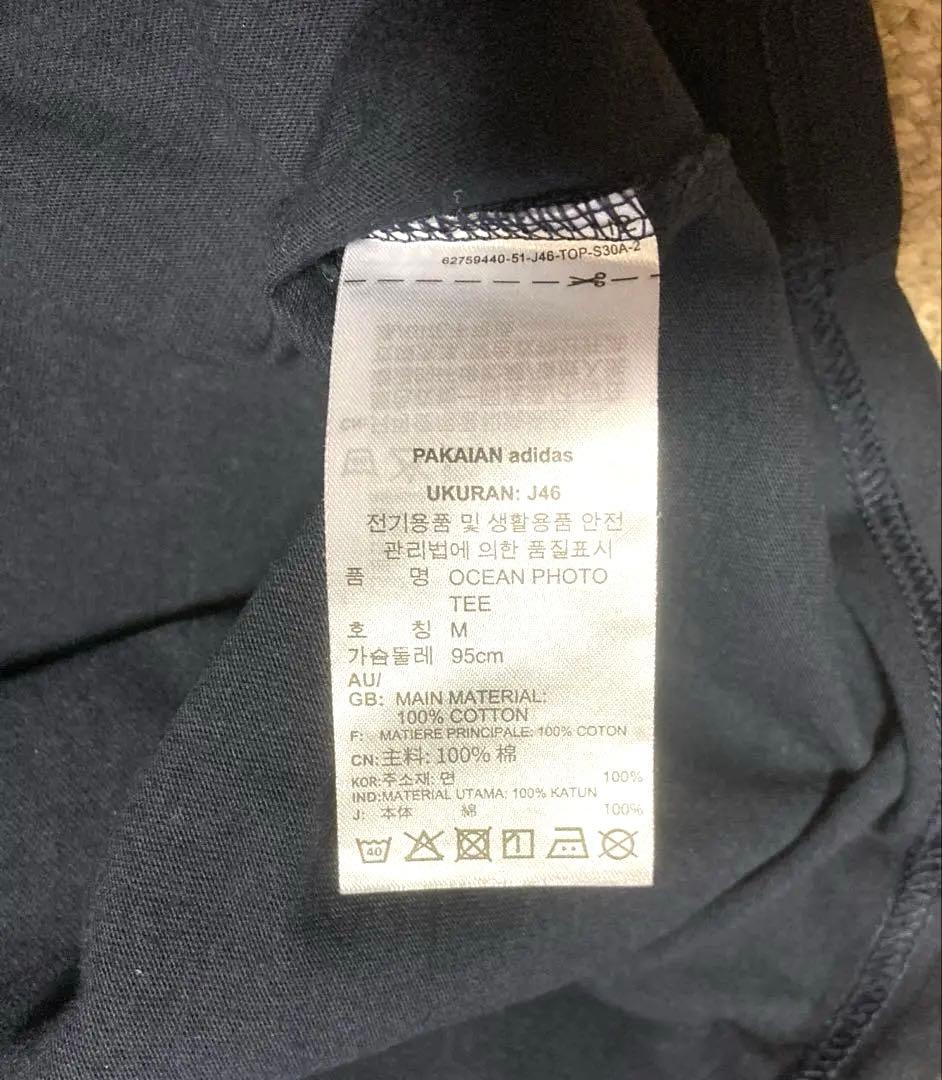 62759440-51-J46-TOP-S30A-2
PAKAIAN adidas
UKURAN: J46
전기용품 및 생활용품 안전
관리법에 의한 품질표시
품 명 OCEAN PHOTO
TEE
호 칭 M
가슴둘레 95cm
AU/
GB: MAIN MATERIAL:
100% COTTON
F: MATIERE PRINCIPALE: 100% COTON
CN:主料: 100% 棉
KOR:주소재: 면 100%
IND:MATERIAL UTAMA: 100% KATUN
J: 本体 綿 100%
40